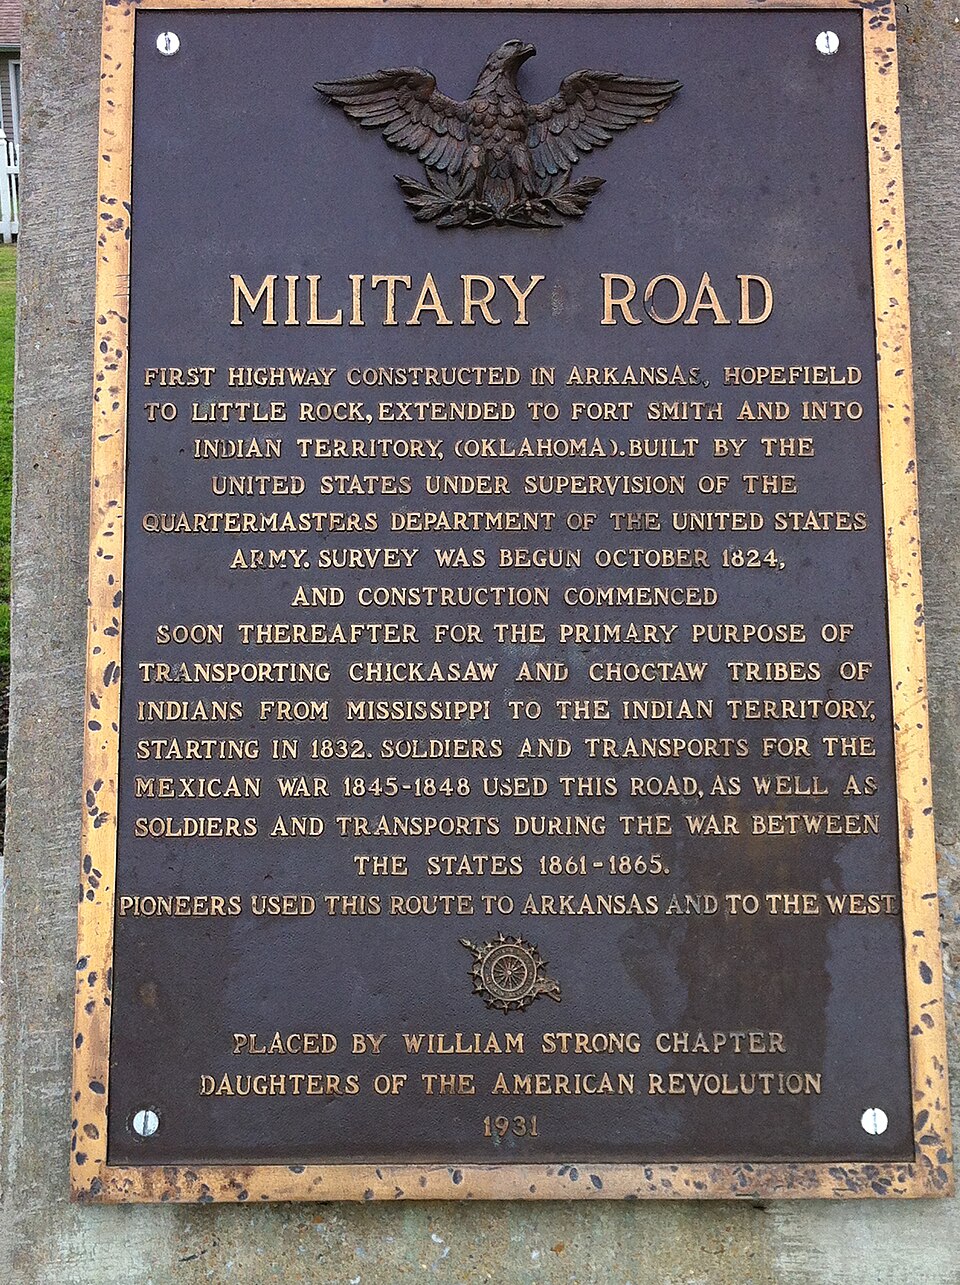 MILITARY ROAD
FIRST HIGHWAY CONSTRUCTED IN ARKANSAS, HOPEFIELD
TO LITTLE ROCK, EXTENDED TO FORT SMITH AND INTO
INDIAN TERRITORY, (OKLAHOMA). BUILT BY THE
UNITED STATES UNDER SUPERVISION OF THE
QUARTERMASTERS DEPARTMENT OF THE UNITED STATES
ARMY. SURVEY WAS BEGUN OCTOBER 1824,
AND CONSTRUCTION COMMENCED
SOON THEREAFTER FOR THE PRIMARY PURPOSE OF
TRANSPORTING CHICKASAW AND CHOCTAW TRIBES OF
INDIANS FROM MISSISSIPPI TO THE INDIAN TERRITORY,
STARTING IN 1832. SOLDIERS AND TRANSPORTS FOR THE
MEXICAN WAR 1845-1848 USED THIS ROAD, AS WELL AS
SOLDIERS AND TRANSPORTS DURING THE WAR BETWEEN
THE STATES 1861-1865.
PIONEERS USED THIS ROUTE TO ARKANSAS AND TO THE WEST
PLACED BY WILLIAM STRONG CHAPTER
DAUGHTERS OF THE AMERICAN REVOLUTION
1931